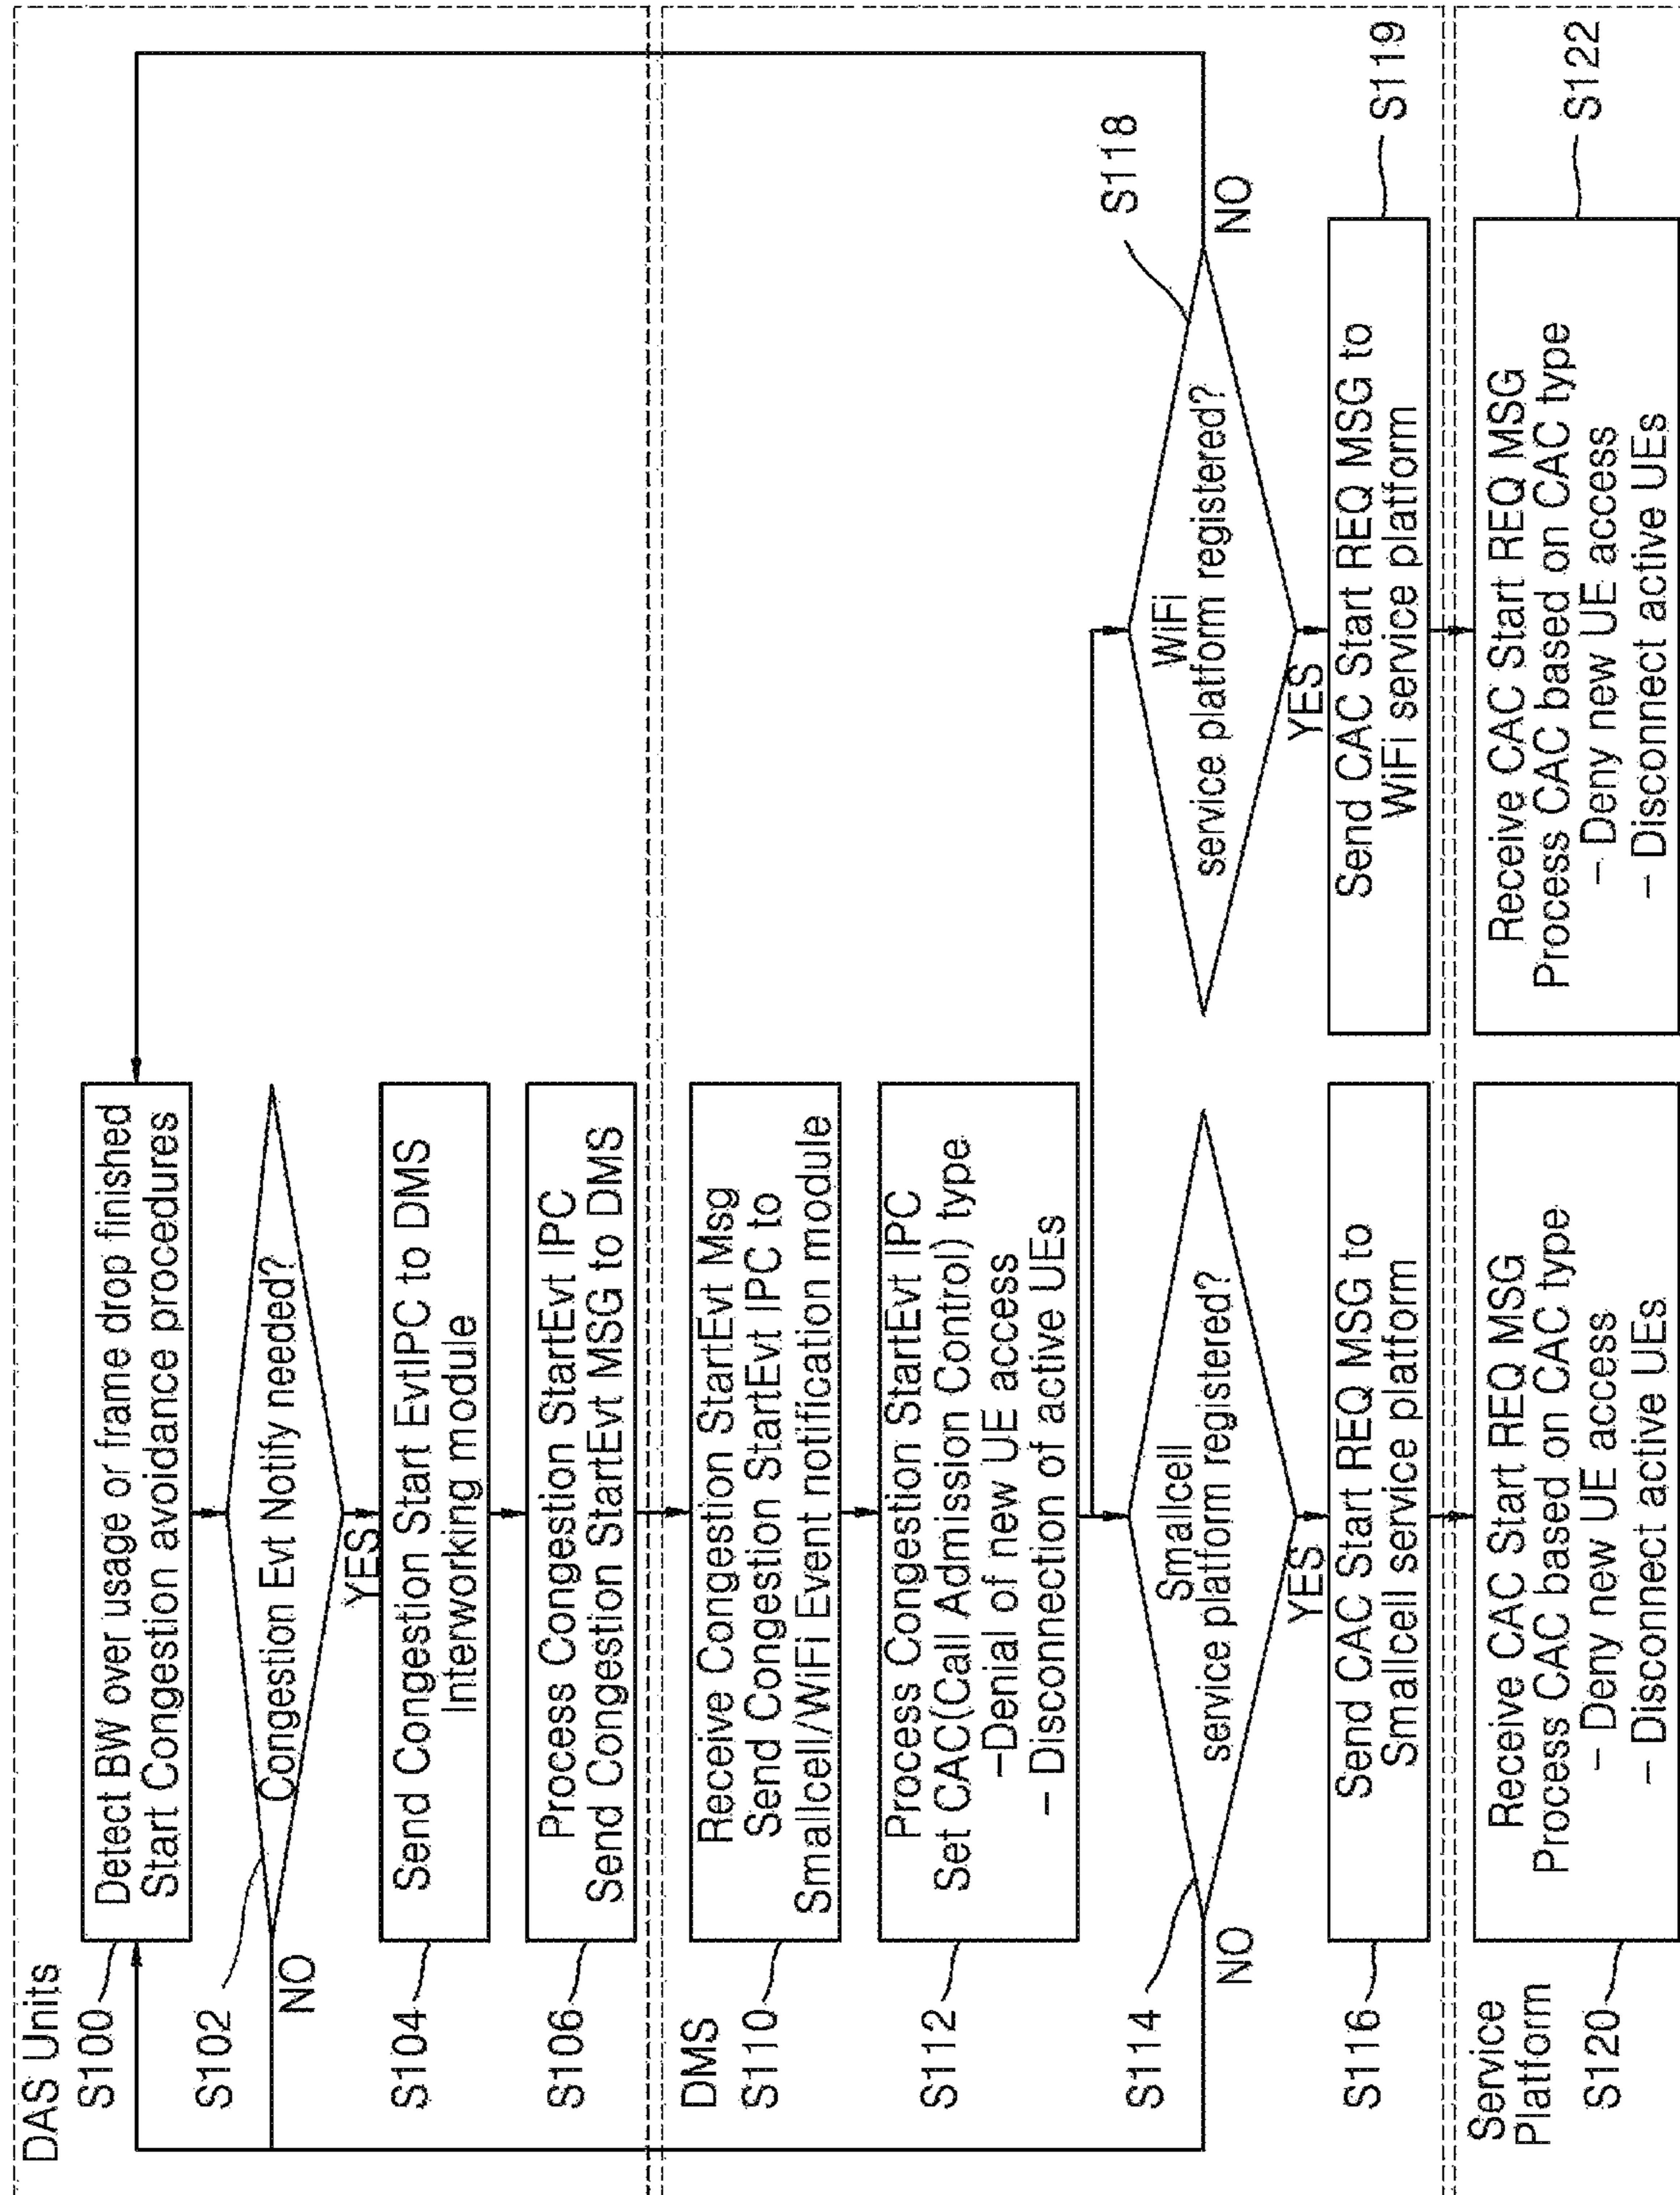 DAS Units
S100
Detect BW over usage or frame drop finished
Start Congestion avoidance procedures
S102
Congestion Evt Notify needed?
NO
YES
S104
Send Congestion Start EvtIPC to DMS
Interworking module
S106
Process Congestion StartEvt IPC
Send Congestion StartEvt MSG to DMS
DMS
S110
Receive Congestion StartEvt Msg
Send Congestion StartEvt IPC to
Smallcell/WiFi Event notification module
S112
Process Congestion StartEvt IPC
Set CAC(Call Admission Control) type
-Denial of new UE access
- Disconnection of active UEs
S114
Smallcell
service platform registered?
NO
YES
S118
WiFi
service platform registered?
NO
YES
S116
Send CAC Start REQ MSG to
Smallcell service platform
Send CAC Start REQ MSG to
WiFi service platform
S119
Service
Platform
S120
Receive CAC Start REQ MSG
Process CAC based on CAC type
- Deny new UE access
- Disconnect active UEs
Receive CAC Start REQ MSG
Process CAC based on CAC type
- Deny new UE access
- Disconnect active UEs
S122